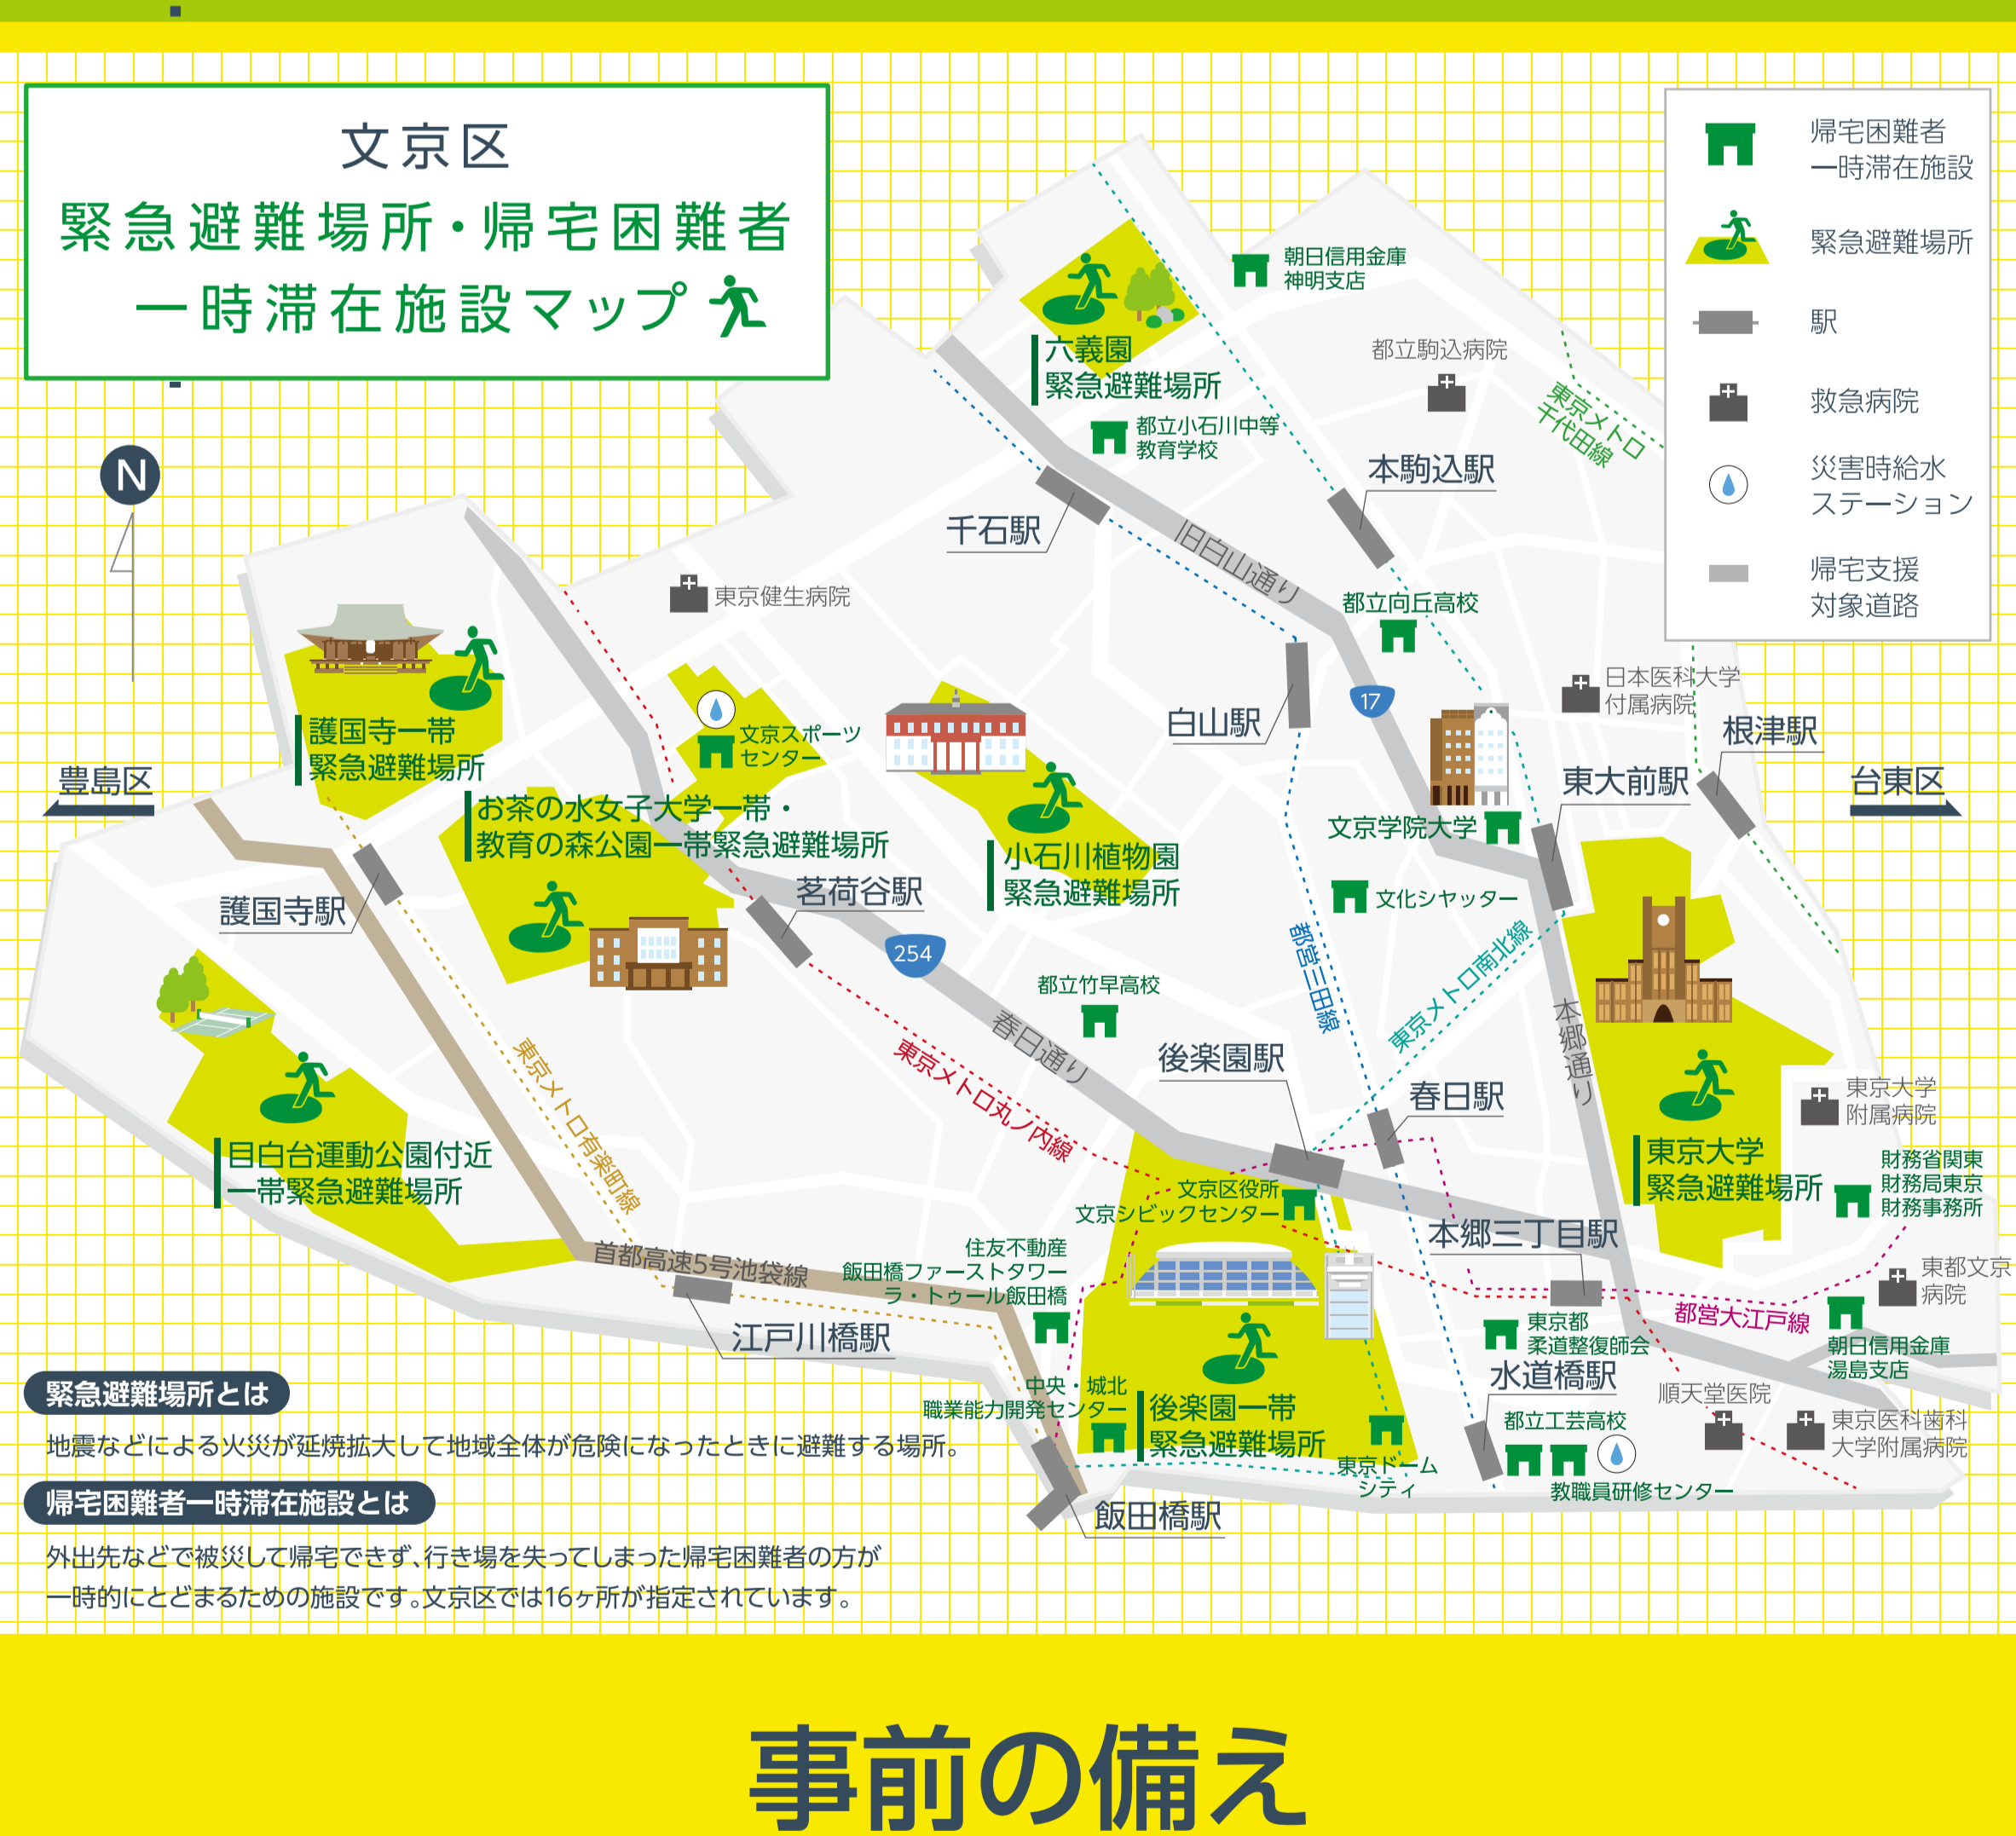 文京区
緊急避難場所・帰宅困難者
一時滞在施設マップ
帰宅困難者
一時滞在施設
緊急避難場所
駅
救急病院
災害時給水
ステーション
帰宅支援
対象道路
N
朝日信用金庫
神明支店
六義園
緊急避難場所
都立駒込病院
東京メトロ
千代田線
都立小石川中等
教育学校
本駒込駅
千石駅
旧白山通り
東京健生病院
都立向丘高校
17
日本医科大学
付属病院
白山駅
根津駅
護国寺一帯
緊急避難場所
文京スポーツ
センター
豊島区
台東区
東大前駅
お茶の水女子大学一帯・
教育の森公園一帯緊急避難場所
文京学院大学
小石川植物園
緊急避難場所
茗荷谷駅
文化シヤッター
護国寺駅
254
都営三田線
東京メトロ南北線
都立竹早高校
本郷通り
春日通り
東京メトロ丸ノ内線
東京メトロ有楽町線
後楽園駅
春日駅
東京大学
附属病院
目白台運動公園付近
一帯緊急避難場所
東京大学
緊急避難場所
財務省関東
財務局東京
財務事務所
文京区役所
文京シビックセンター
本郷三丁目駅
首都高速5号池袋線
住友不動産
飯田橋ファーストタワー
ラ・トゥール飯田橋
東都文京
病院
都営大江戸線
江戸川橋駅
東京都
柔道整復師会
朝日信用金庫
湯島支店
水道橋駅
中央・城北
職業能力開発センター
後楽園一帯
緊急避難場所
順天堂医院
都立工芸高校
東京医科歯科
大学附属病院
東京ドーム
シティ
教職員研修センター
飯田橋駅
緊急避難場所とは
地震などによる火災が延焼拡大して地域全体が危険になったときに避難する場所。
帰宅困難者一時滞在施設とは
外出先などで被災して帰宅できず、行き場を失ってしまった帰宅困難者の方が
一時的にとどまるための施設です。文京区では16ヶ所が指定されています。
事前の備え